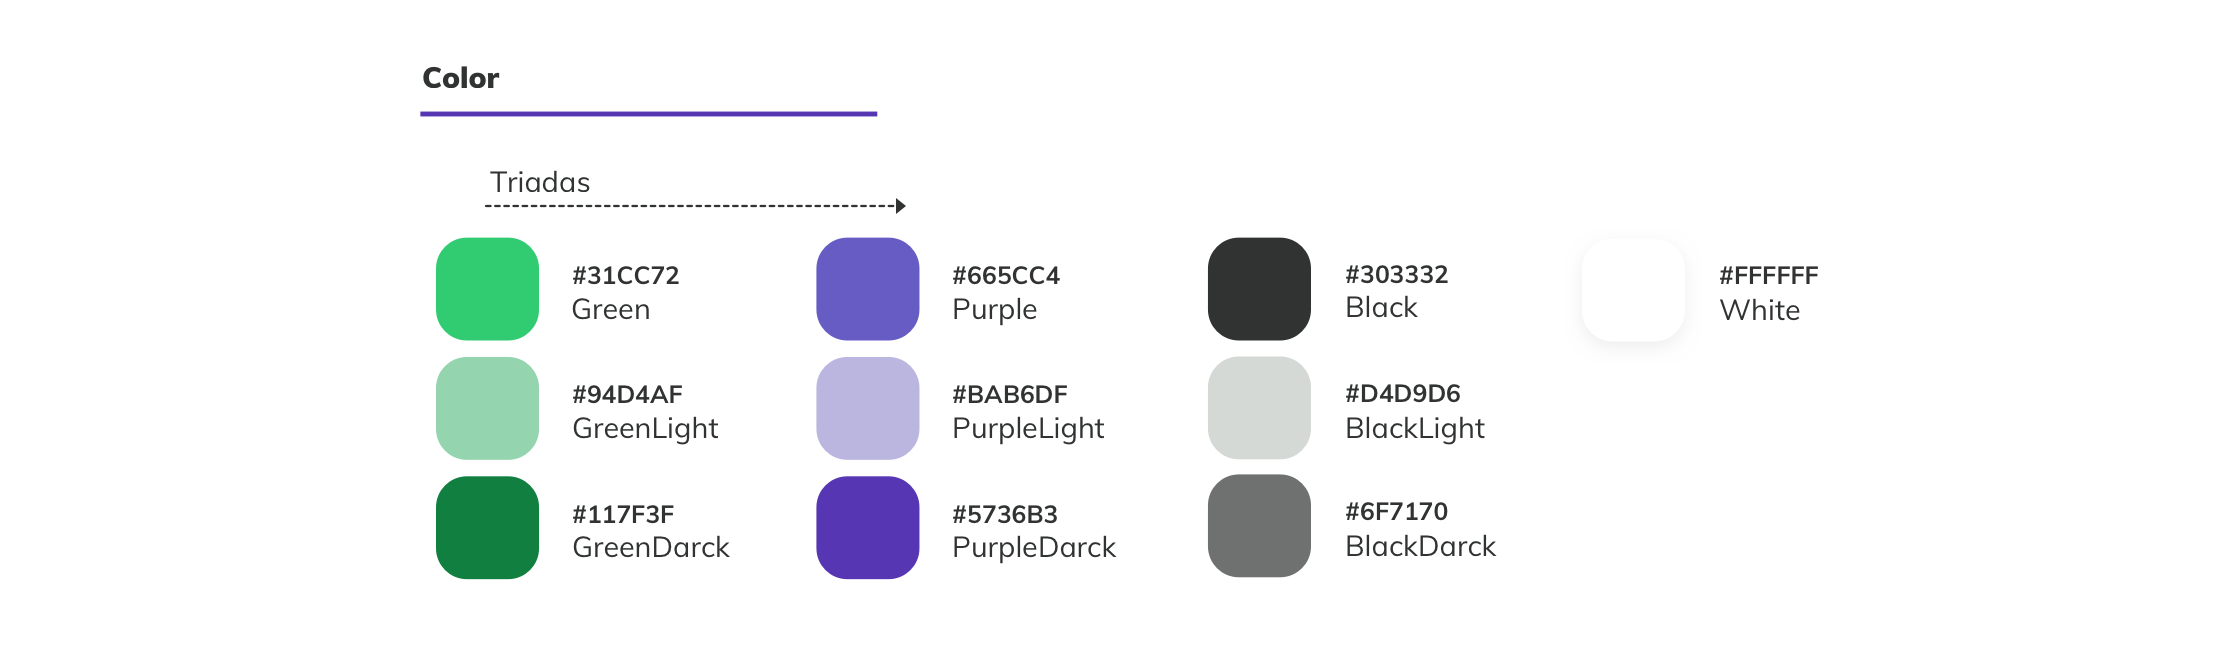 Color
Triadas
#31CC72
Green
#665CC4
Purple
#303332
Black
#FFFFFF
White
#94D4AF
GreenLight
#BAB6DF
PurpleLight
#D4D9D6
BlackLight
#117F3F
GreenDarck
#5736B3
PurpleDarck
#6F7170
BlackDarck